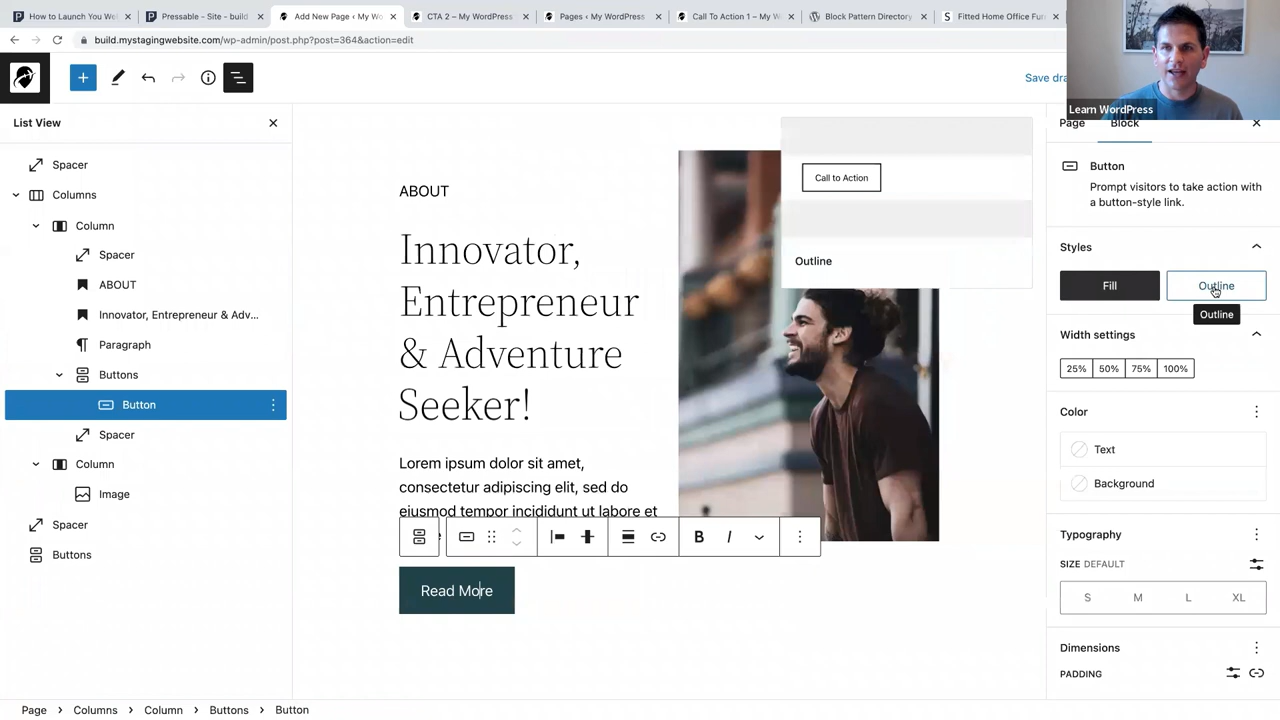 How to Launch You We
Pressable - Site - build
Add New Page ‹ My Wo
CTA 2 – My WordPress
Pages ‹ My WordPress
Call To Action 1 – My W
Block Pattern Directory
Fitted Home Office Fur
build.mystagingwebsite.com/wp-admin/post.php?post=364&action=edit
Save dra
Learn WordPress
List View
Spacer
Columns
Column
Spacer
ABOUT
Innovator, Entrepreneur & Adv...
Paragraph
Buttons
Button
Spacer
Column
Image
Spacer
Buttons
ABOUT
Innovator,
Entrepreneur
& Adventure
Seeker!
Lorem ipsum dolor sit amet,
consectetur adipiscing elit, sed do
eiusmod tempor incididunt ut labore et
B I
Read More
Call to Action
Outline
Page Block
Button
Prompt visitors to take action with
a button-style link.
Styles
Fill
Outline
Outline
Width settings
25% 50% 75% 100%
Color
Text
Background
Typography
SIZE DEFAULT
S M L XL
Dimensions
PADDING
Page > Columns > Column > Buttons > Button